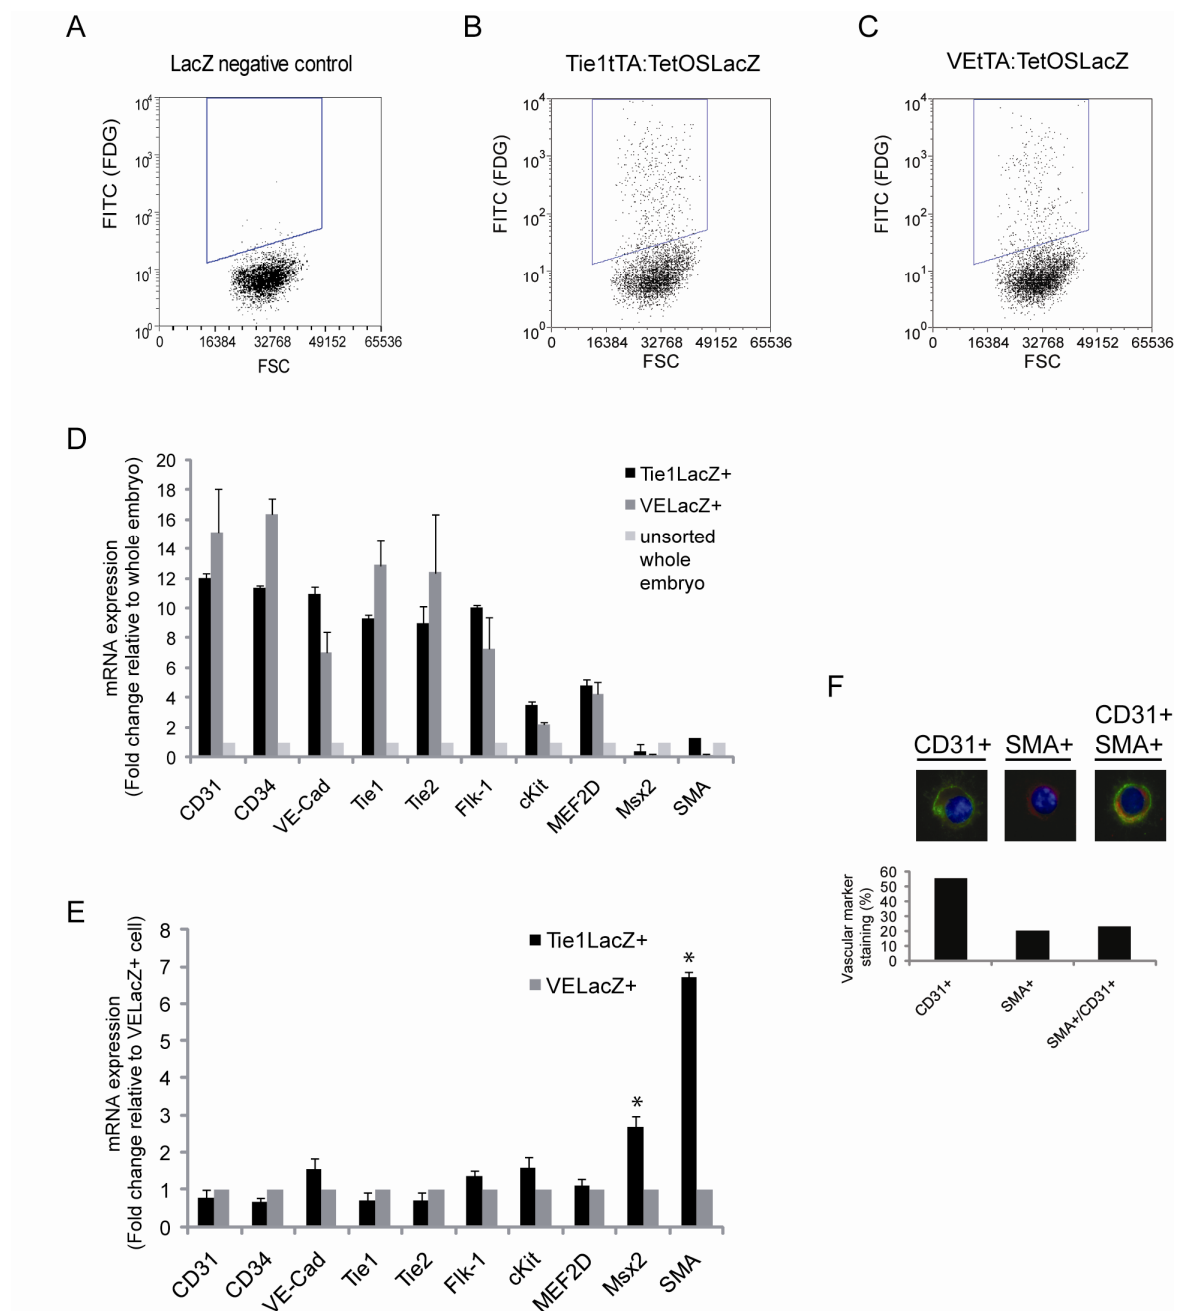 A
B
C
LacZ negative control
Tie1tTA:TetOSLacZ
VEtTA:TetOSLacZ
FITC (FDG)
10^4
10^3
10^2
10^1
10^0
0 16384 32768 49152 65536
FSC
FITC (FDG)
10^4
10^3
10^2
10^1
10^0
0 16384 32768 49152 65536
FSC
FITC (FDG)
10^4
10^3
10^2
10^1
10^0
0 16384 32768 49152 65536
FSC
D
mRNA expression
(Fold change relative to whole embryo)
20
18
16
14
12
10
8
6
4
2
0
Tie1LacZ+
VELacZ+
unsorted
whole
embryo
CD31
CD34
VE-Cad
Tie1
Tie2
Flk-1
cKit
MEF2D
Msx2
SMA
E
mRNA expression
(Fold change relative to VELacZ+ cell)
8
7
6
5
4
3
2
1
0
Tie1LacZ+
VELacZ+
*
*
CD31
CD34
VE-Cad
Tie1
Tie2
Flk-1
cKit
MEF2D
Msx2
SMA
F
CD31+
SMA+
CD31+
SMA+
Vascular marker
staining (%)
60
50
40
30
20
10
0
CD31+
SMA+
SMA+/CD31+